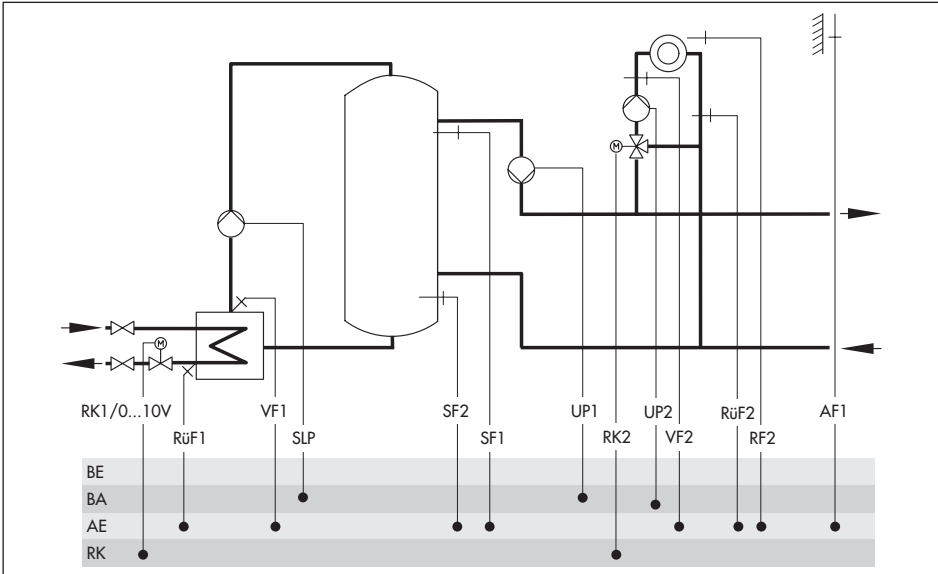 M
M
RK1/0...10V
VF1
SF2
UP1
UP2
RüF2
AF1
RüF1
SLP
SF1
RK2
VF2
RF2
BE
BA
AE
RK